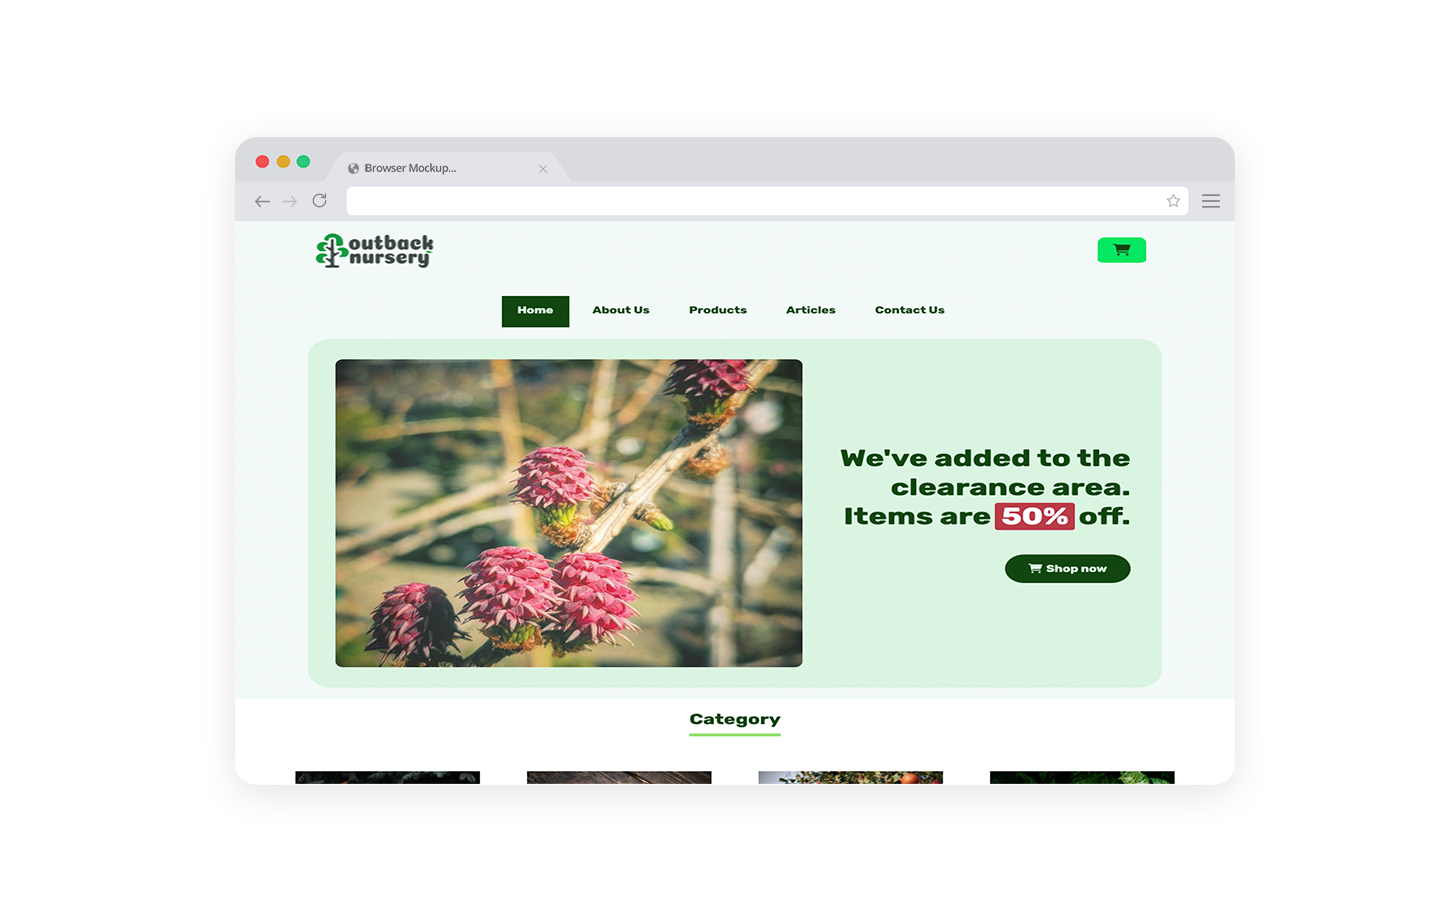 Browser Mockup...
outback
nursery
Home About Us Products Articles Contact Us
We've added to the
clearance area.
Items are 50% off.
Shop now
Category